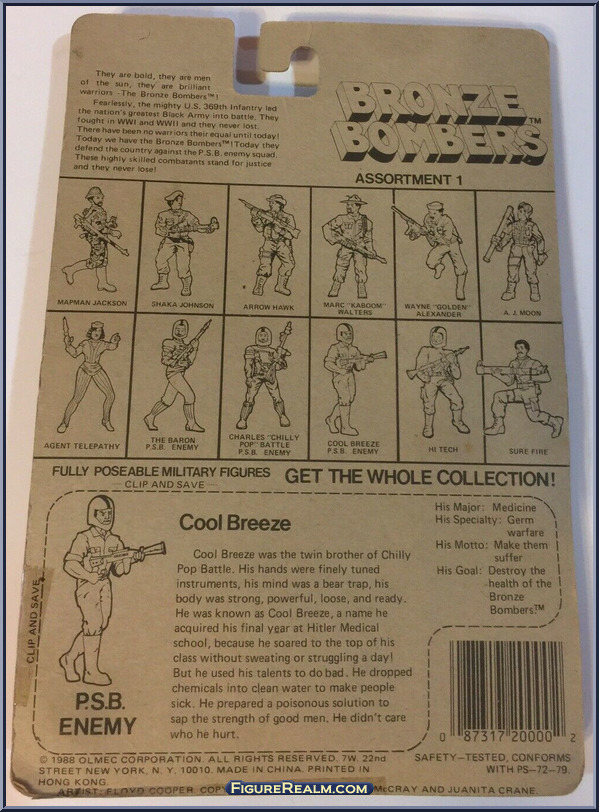 They are bold, they are men
of the sun, they are brilliant
warriors -The Bronze Bombers™!
Fearlessly, the mighty U.S. 369th Infantry led
the nation's greatest Black Army into battle. They
fought in WWI and WWII and they never lost.
There have been no warriors their equal until today!
Today we have the Bronze Bombers™! Today they
defend the country against the P.S.B. enemy squad.
These highly skilled combatants stand for justice
and they never lose!
BRONZE
BOMBERS™
ASSORTMENT 1
MAPMAN JACKSON
SHAKA JOHNSON
ARROW HAWK
MARC "KABOOM"
WALTERS
WAYNE "GOLDEN"
ALEXANDER
A. J. MOON
AGENT TELEPATHY
THE BARON
P.S.B. ENEMY
CHARLES "CHILLY
POP" BATTLE
P.S.B. ENEMY
COOL BREEZE
P.S.B. ENEMY
HI TECH
SURE FIRE
FULLY POSEABLE MILITARY FIGURES
GET THE WHOLE COLLECTION!
— CLIP AND SAVE —
CLIP AND SAVE
P.S.B.
ENEMY
Cool Breeze
Cool Breeze was the twin brother of Chilly
Pop Battle. His hands were finely tuned
instruments, his mind was a bear trap, his
body was strong, powerful, loose, and ready.
He was known as Cool Breeze, a name he
acquired his final year at Hitler Medical
school, because he soared to the top of his
class without sweating or struggling a day!
But he used his talents to do bad. He dropped
chemicals into clean water to make people
sick. He prepared a poisonous solution to
sap the strength of good men. He didn't care
who he hurt.
His Major: Medicine
His Specialty: Germ
warfare
His Motto: Make them
suffer
His Goal: Destroy the
health of the
Bronze
Bombers™
0 87317 20000 2
© 1988 OLMEC CORPORATION. ALL RIGHTS RESERVED. 7W. 22nd
STREET NEW YORK, N. Y. 10010. MADE IN CHINA. PRINTED IN
HONG KONG.
ARTIST: FLOYD COOPER. McCRAY AND JUANITA CRANE.
SAFETY-TESTED, CONFORMS
WITH PS-72-79.
FIGUREREALM.COM